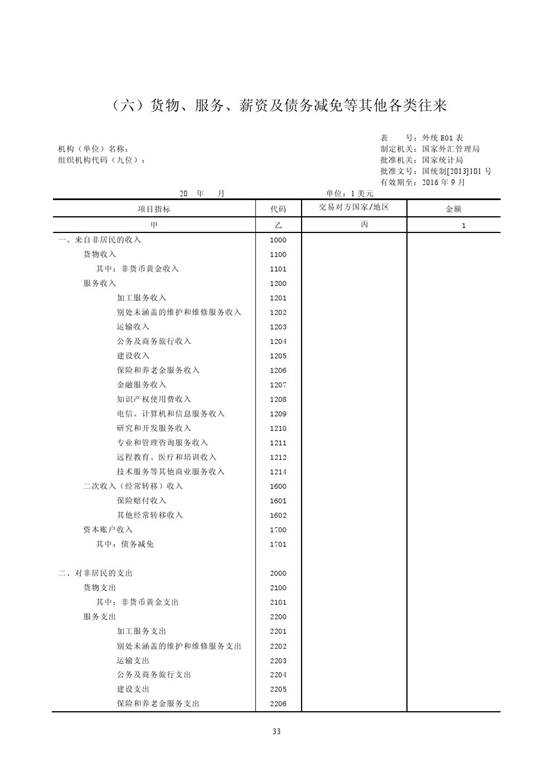 （六）货物、服务、薪资及债务减免等其他各类往来
表　　号：外统 E01 表
机构（单位）名称： 制定机关：国家外汇管理局
组织机构代码（九位）： 批准机关：国家统计局
批准文号：国统制[2013]101 号
有效期至：2016 年 9 月
20　年　月 单位：1 美元
项目指标 代码 交易对方国家/地区 金额
甲 乙 丙 1
一、来自非居民的收入 1000
货物收入 1100
其中：非货币黄金收入 1101
服务收入 1200
加工服务收入 1201
别处未涵盖的维护和维修服务收入 1202
运输收入 1203
公务及商务旅行收入 1204
建设收入 1205
保险和养老金服务收入 1206
金融服务收入 1207
知识产权使用费收入 1208
电信、计算机和信息服务收入 1209
研究和开发服务收入 1210
专业和管理咨询服务收入 1211
远程教育、医疗和培训收入 1212
技术服务等其他商业服务收入 1214
二次收入（经常转移）收入 1600
保险赔付收入 1601
其他经常转移收入 1602
资本账户收入 1700
其中：债务减免 1701
二、对非居民的支出 2000
货物支出 2100
其中：非货币黄金支出 2101
服务支出 2200
加工服务支出 2201
别处未涵盖的维护和维修服务支出 2202
运输支出 2203
公务及商务旅行支出 2204
建设支出 2205
保险和养老金服务支出 2206
33